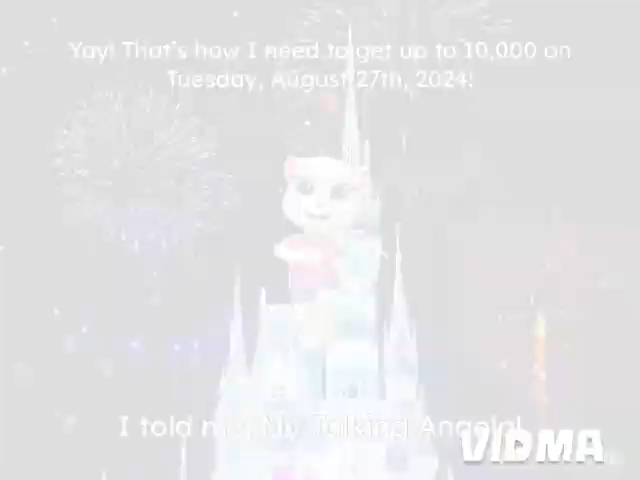 Yay! That's how I need to get up to 10,000 on
Tuesday, August 27th, 2024!
I told My Talking Angela!
VIDMA